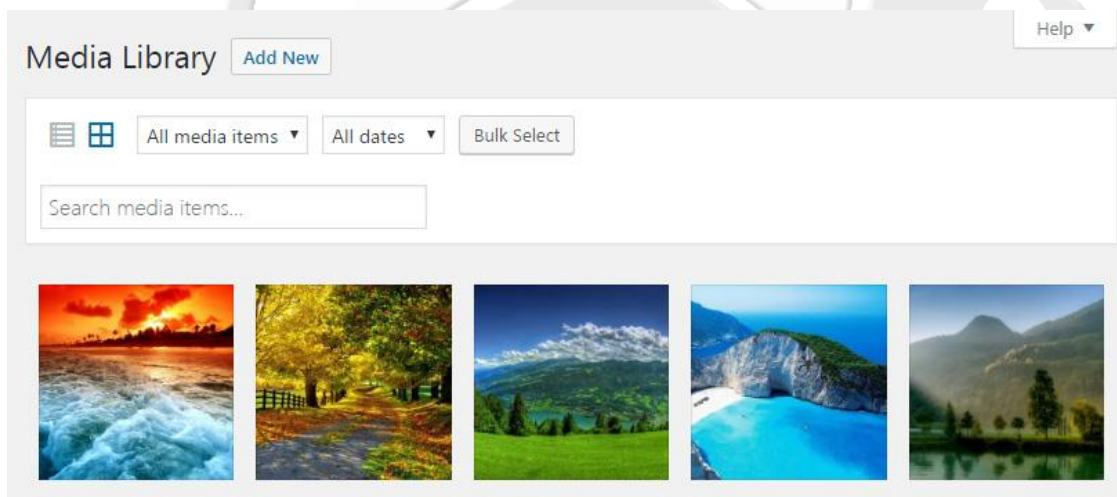 Help
Media Library Add New
All media items All dates Bulk Select
Search media items...